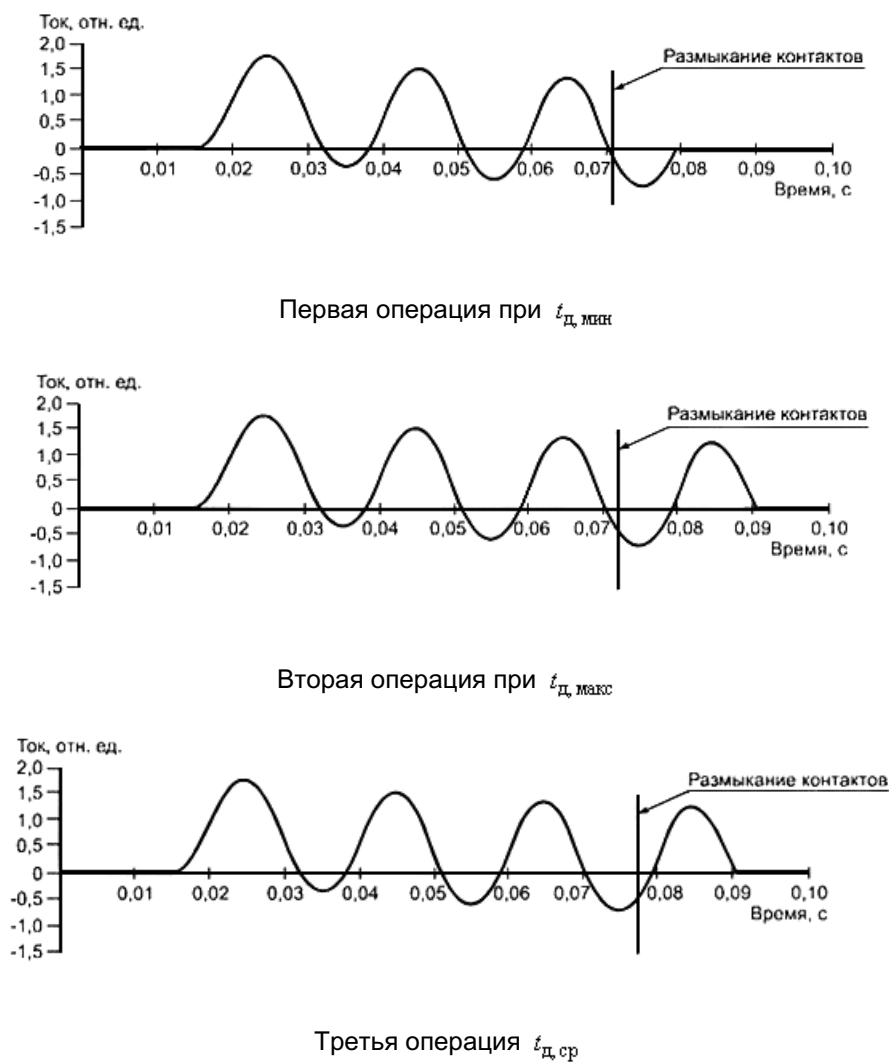 Ток, отн. ед.
2,0
1,5
1,0
0,5
0
-0,5
-1,0
-1,5
0,01 0,02 0,03 0,04 0,05 0,06 0,07 0,08 0,09 0,10
Время, с
Размыкание контактов
Первая операция при tд, мин
Ток, отн. ед.
2,0
1,5
1,0
0,5
0
-0,5
-1,0
-1,5
0,01 0,02 0,03 0,04 0,05 0,06 0,07 0,08 0,09 0,10
Время, с
Размыкание контактов
Вторая операция при tд, макс
Ток, отн. ед.
2,0
1,5
1,0
0,5
0
-0,5
-1,0
-1,5
0,01 0,02 0,03 0,04 0,05 0,06 0,07 0,08 0,09 0,10
Время, с
Размыкание контактов
Третья операция tд, ср